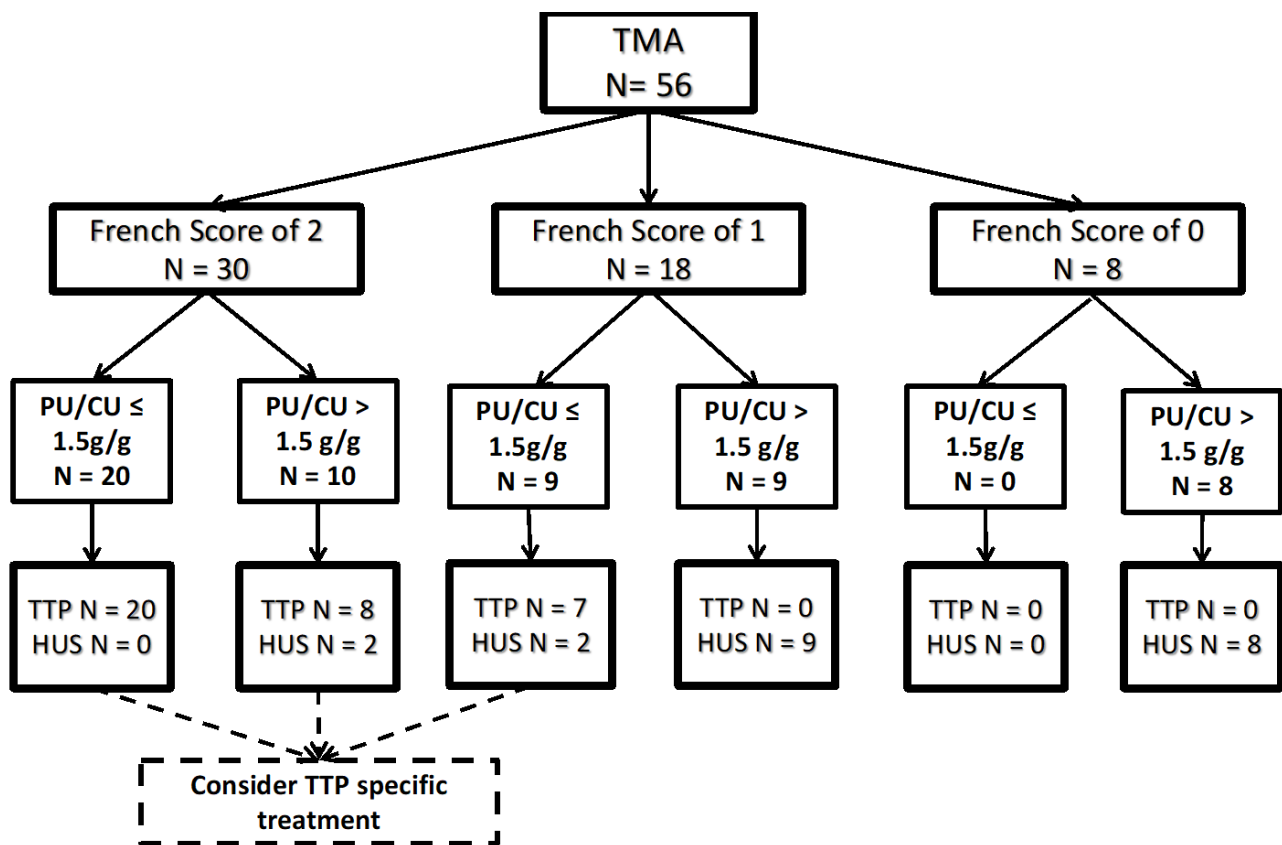 TMA
N= 56
French Score of 2
N = 30
French Score of 1
N = 18
French Score of 0
N = 8
PU/CU ≤
1.5g/g
N = 20
PU/CU >
1.5 g/g
N = 10
PU/CU ≤
1.5g/g
N = 9
PU/CU >
1.5 g/g
N = 9
PU/CU ≤
1.5g/g
N = 0
PU/CU >
1.5 g/g
N = 8
TTP N = 20
HUS N = 0
TTP N = 8
HUS N = 2
TTP N = 7
HUS N = 2
TTP N = 0
HUS N = 9
TTP N = 0
HUS N = 0
TTP N = 0
HUS N = 8
Consider TTP specific
treatment